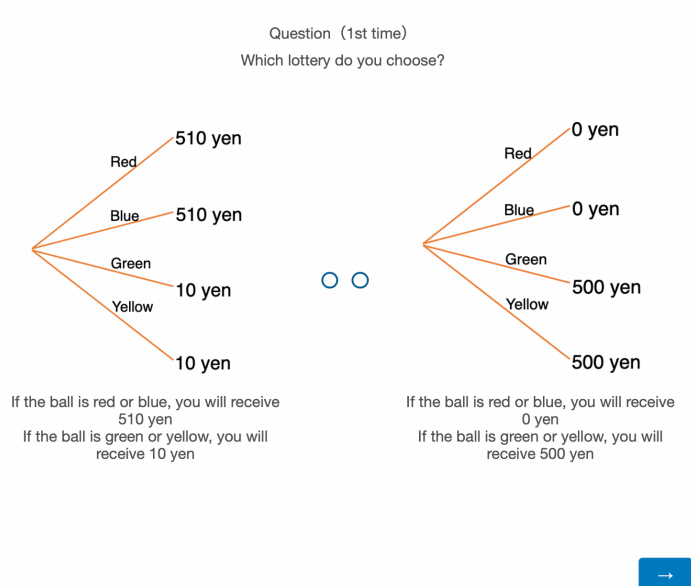 Question（1st time）
Which lottery do you choose?
510 yen
Red
Blue
510 yen
Green
10 yen
Yellow
10 yen
If the ball is red or blue, you will receive
510 yen
If the ball is green or yellow, you will
receive 10 yen
0 yen
Red
Blue
0 yen
Green
500 yen
Yellow
500 yen
If the ball is red or blue, you will receive
0 yen
If the ball is green or yellow, you will
receive 500 yen
→